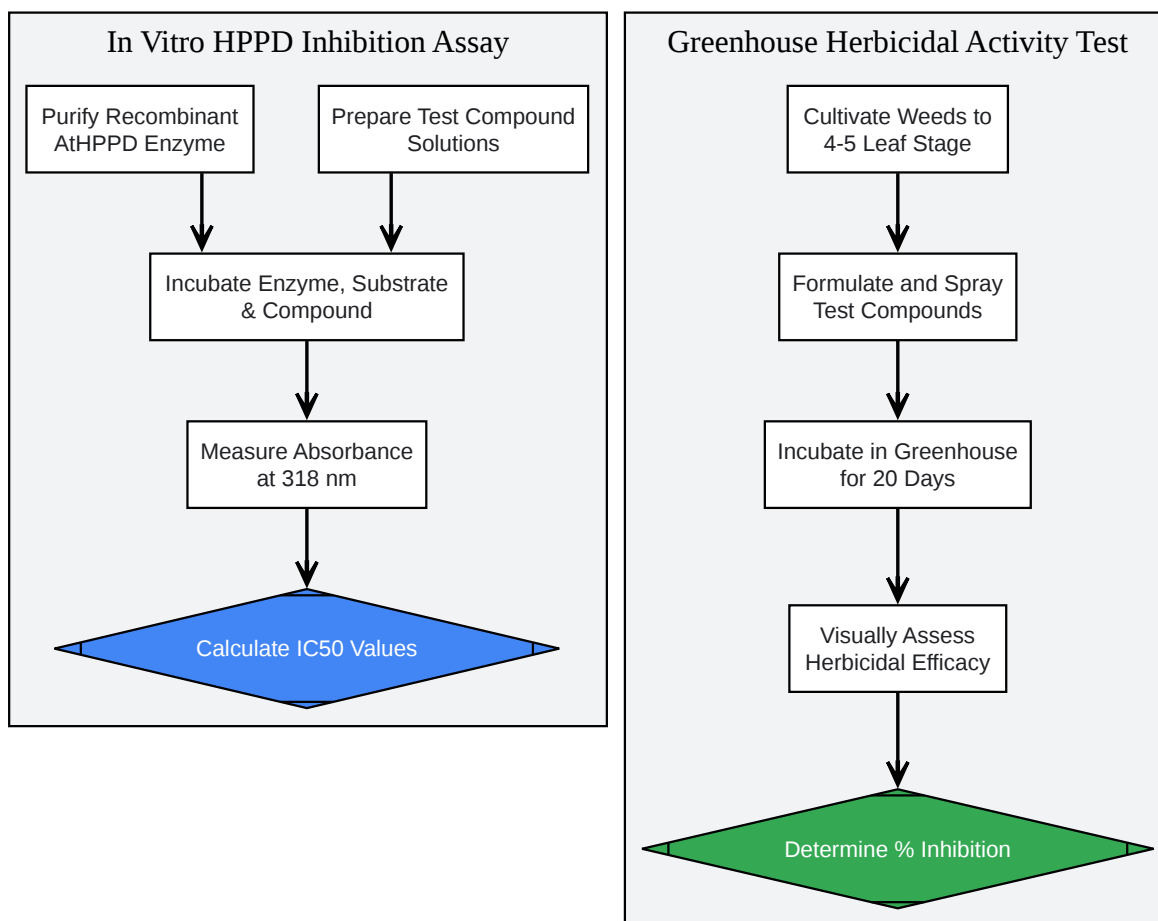 In Vitro HPPD Inhibition Assay
Purify Recombinant
AtHPPD Enzyme
Prepare Test Compound
Solutions
Incubate Enzyme, Substrate
& Compound
Measure Absorbance
at 318 nm
Calculate IC50 Values
Greenhouse Herbicidal Activity Test
Cultivate Weeds to
4-5 Leaf Stage
Formulate and Spray
Test Compounds
Incubate in Greenhouse
for 20 Days
Visually Assess
Herbicidal Efficacy
Determine % Inhibition